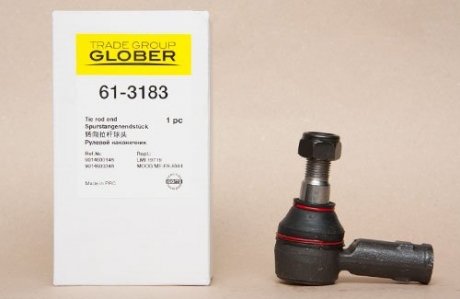 TRADE GROUP
GLOBER
61-3183
Tie rod end 1 pc
Spurstangenendstück
转向拉杆球头
Рулевой наконечник
Ref.No: Repl.:
Made in PRC